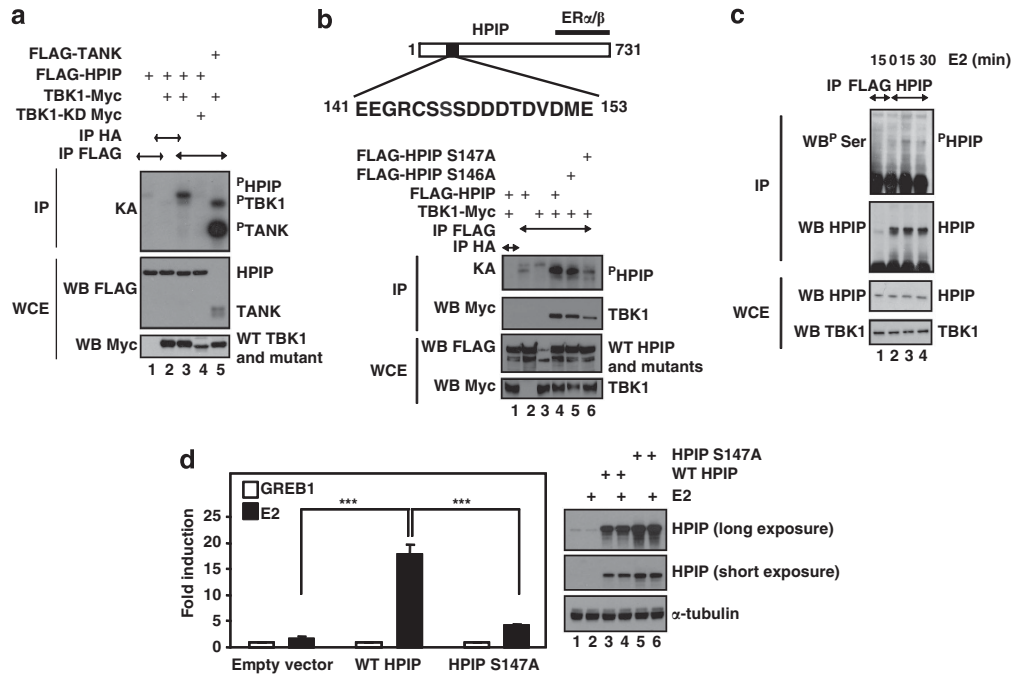 a
FLAG-TANK +
FLAG-HPIP + + + +
TBK1-Myc + + +
TBK1-KD Myc +
IP HA
IP FLAG
IP
KA
PHPIP
PTBK1
PTANK
WCE
WB FLAG
HPIP
TANK
WB Myc
WT TBK1
and mutant
1 2 3 4 5
b
HPIP
ERα/β
1
731
141 EEGRCSSSDDDTDVDME 153
FLAG-HPIP S147A +
FLAG-HPIP S146A +
FLAG-HPIP + + +
TBK1-Myc + + + + +
IP FLAG
IP HA
IP
KA
PHPIP
WB Myc
TBK1
WCE
WB FLAG
WT HPIP
and mutants
WB Myc
TBK1
1 2 3 4 5 6
c
15 0 15 30 E2 (min)
IP FLAG HPIP
IP
WBP Ser
PHPIP
WB HPIP
HPIP
WCE
WB HPIP
HPIP
WB TBK1
TBK1
1 2 3 4
d
GREB1
E2
***
***
Fold induction
25
20
15
10
5
0
Empty vector
WT HPIP
HPIP S147A
+ + HPIP S147A
+ + WT HPIP
+ + + E2
HPIP (long exposure)
HPIP (short exposure)
α-tubulin
1 2 3 4 5 6